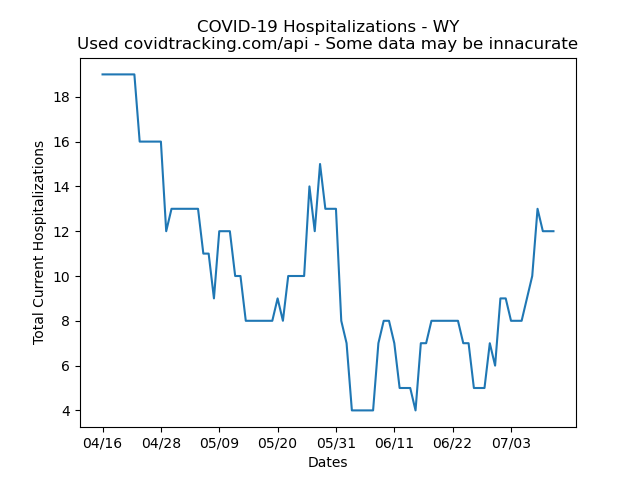 COVID-19 Hospitalizations - WY
Used covidtracking.com/api - Some data may be innacurate
Total Current Hospitalizations
18
16
14
12
10
8
6
4
04/16 04/28 05/09 05/20 05/31 06/11 06/22 07/03
Dates